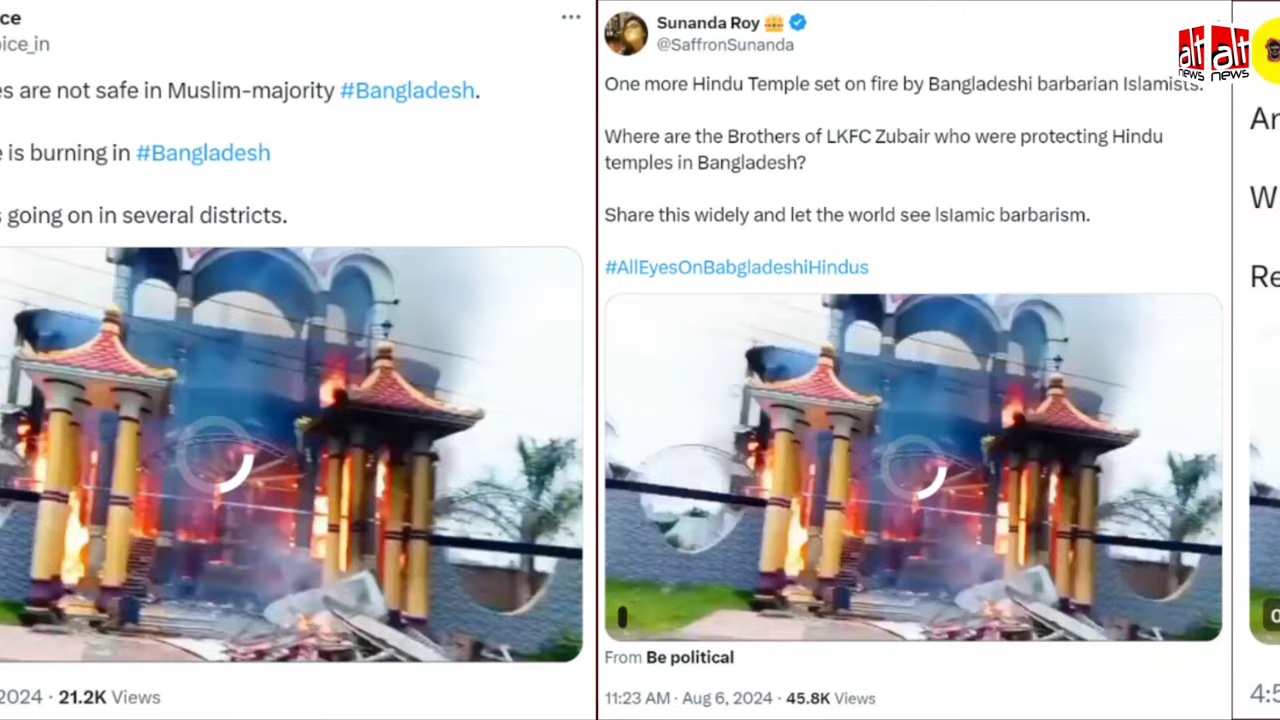 ce
oice_in
es are not safe in Muslim-majority #Bangladesh.
e is burning in #Bangladesh
s going on in several districts.
2024 · 21.2K Views
Sunanda Roy
@SaffronSunanda
One more Hindu Temple set on fire by Bangladeshi barbarian Islamists.
Where are the Brothers of LKFC Zubair who were protecting Hindu
temples in Bangladesh?
Share this widely and let the world see Islamic barbarism.
#AllEyesOnBabgladeshiHindus
From Be political
11:23 AM · Aug 6, 2024 · 45.8K Views
alt alt
news news
Ar
W
Re
0
4:5